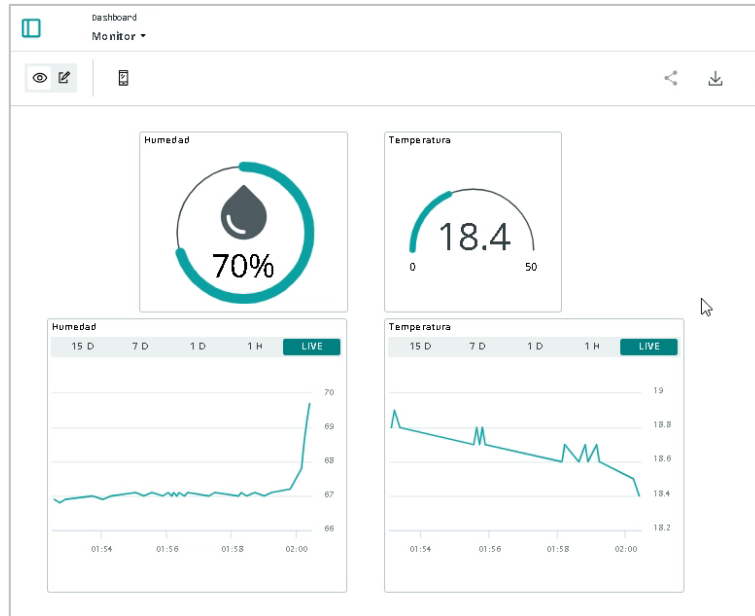 Dashboard
Monitor
Humedad
70%
Temperatura
18.4
0 50
Humedad
15 D 7 D 1 D 1 H LIVE
70
69
68
67
66
01:54 01:56 01:58 02:00
Temperatura
15 D 7 D 1 D 1 H LIVE
19
18.8
18.6
18.4
18.2
01:54 01:56 01:58 02:00